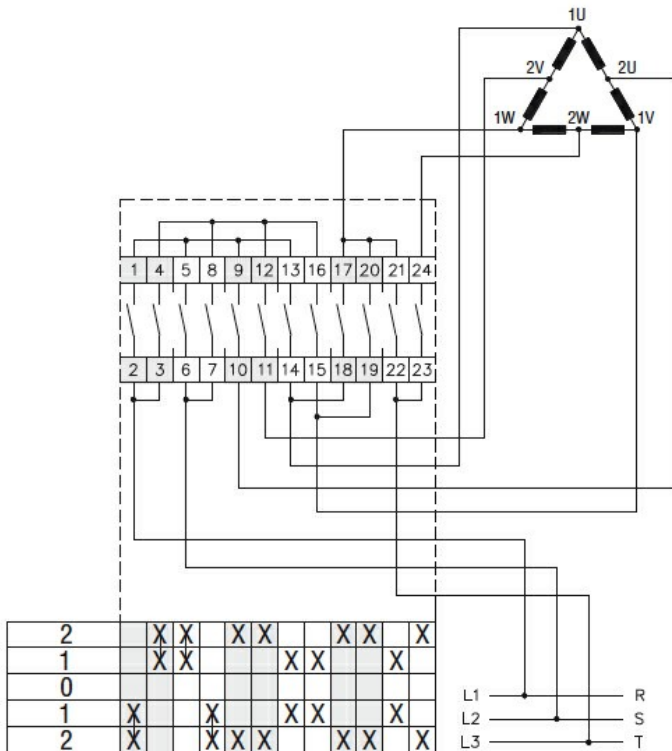 1U
2V 2U
1W 2W 1V
1 4 5 8 9 12 13 16 17 20 21 24
2 3 6 7 10 11 14 15 18 19 22 23
2 X X X X X X X
1 X X X X X
0
1 X X X X X
2 X X X X X X X
L1 R
L2 S
L3 T